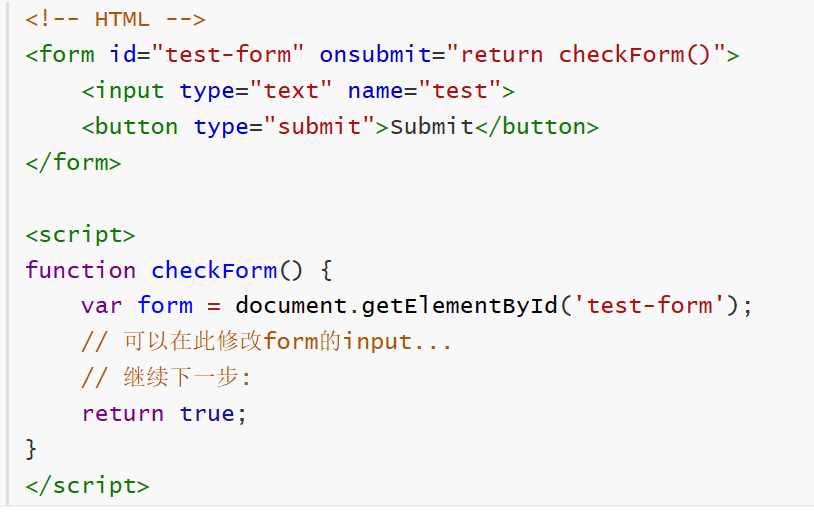 <!-- HTML -->
<form id="test-form" onsubmit="return checkForm()">
    <input type="text" name="test">
    <button type="submit">Submit</button>
</form>

<script>
function checkForm() {
    var form = document.getElementById('test-form');
    // 可以在此修改form的input...
    // 继续下一步:
    return true;
}
</script>